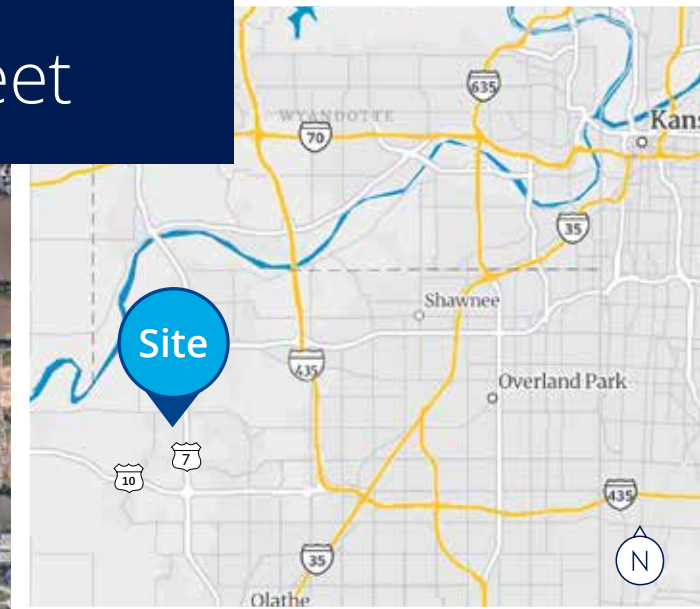 eet
635
WYANDOTTE
Kans
70
35
Shawnee
Site
435
Overland Park
7
10
435
N
35
Olathe